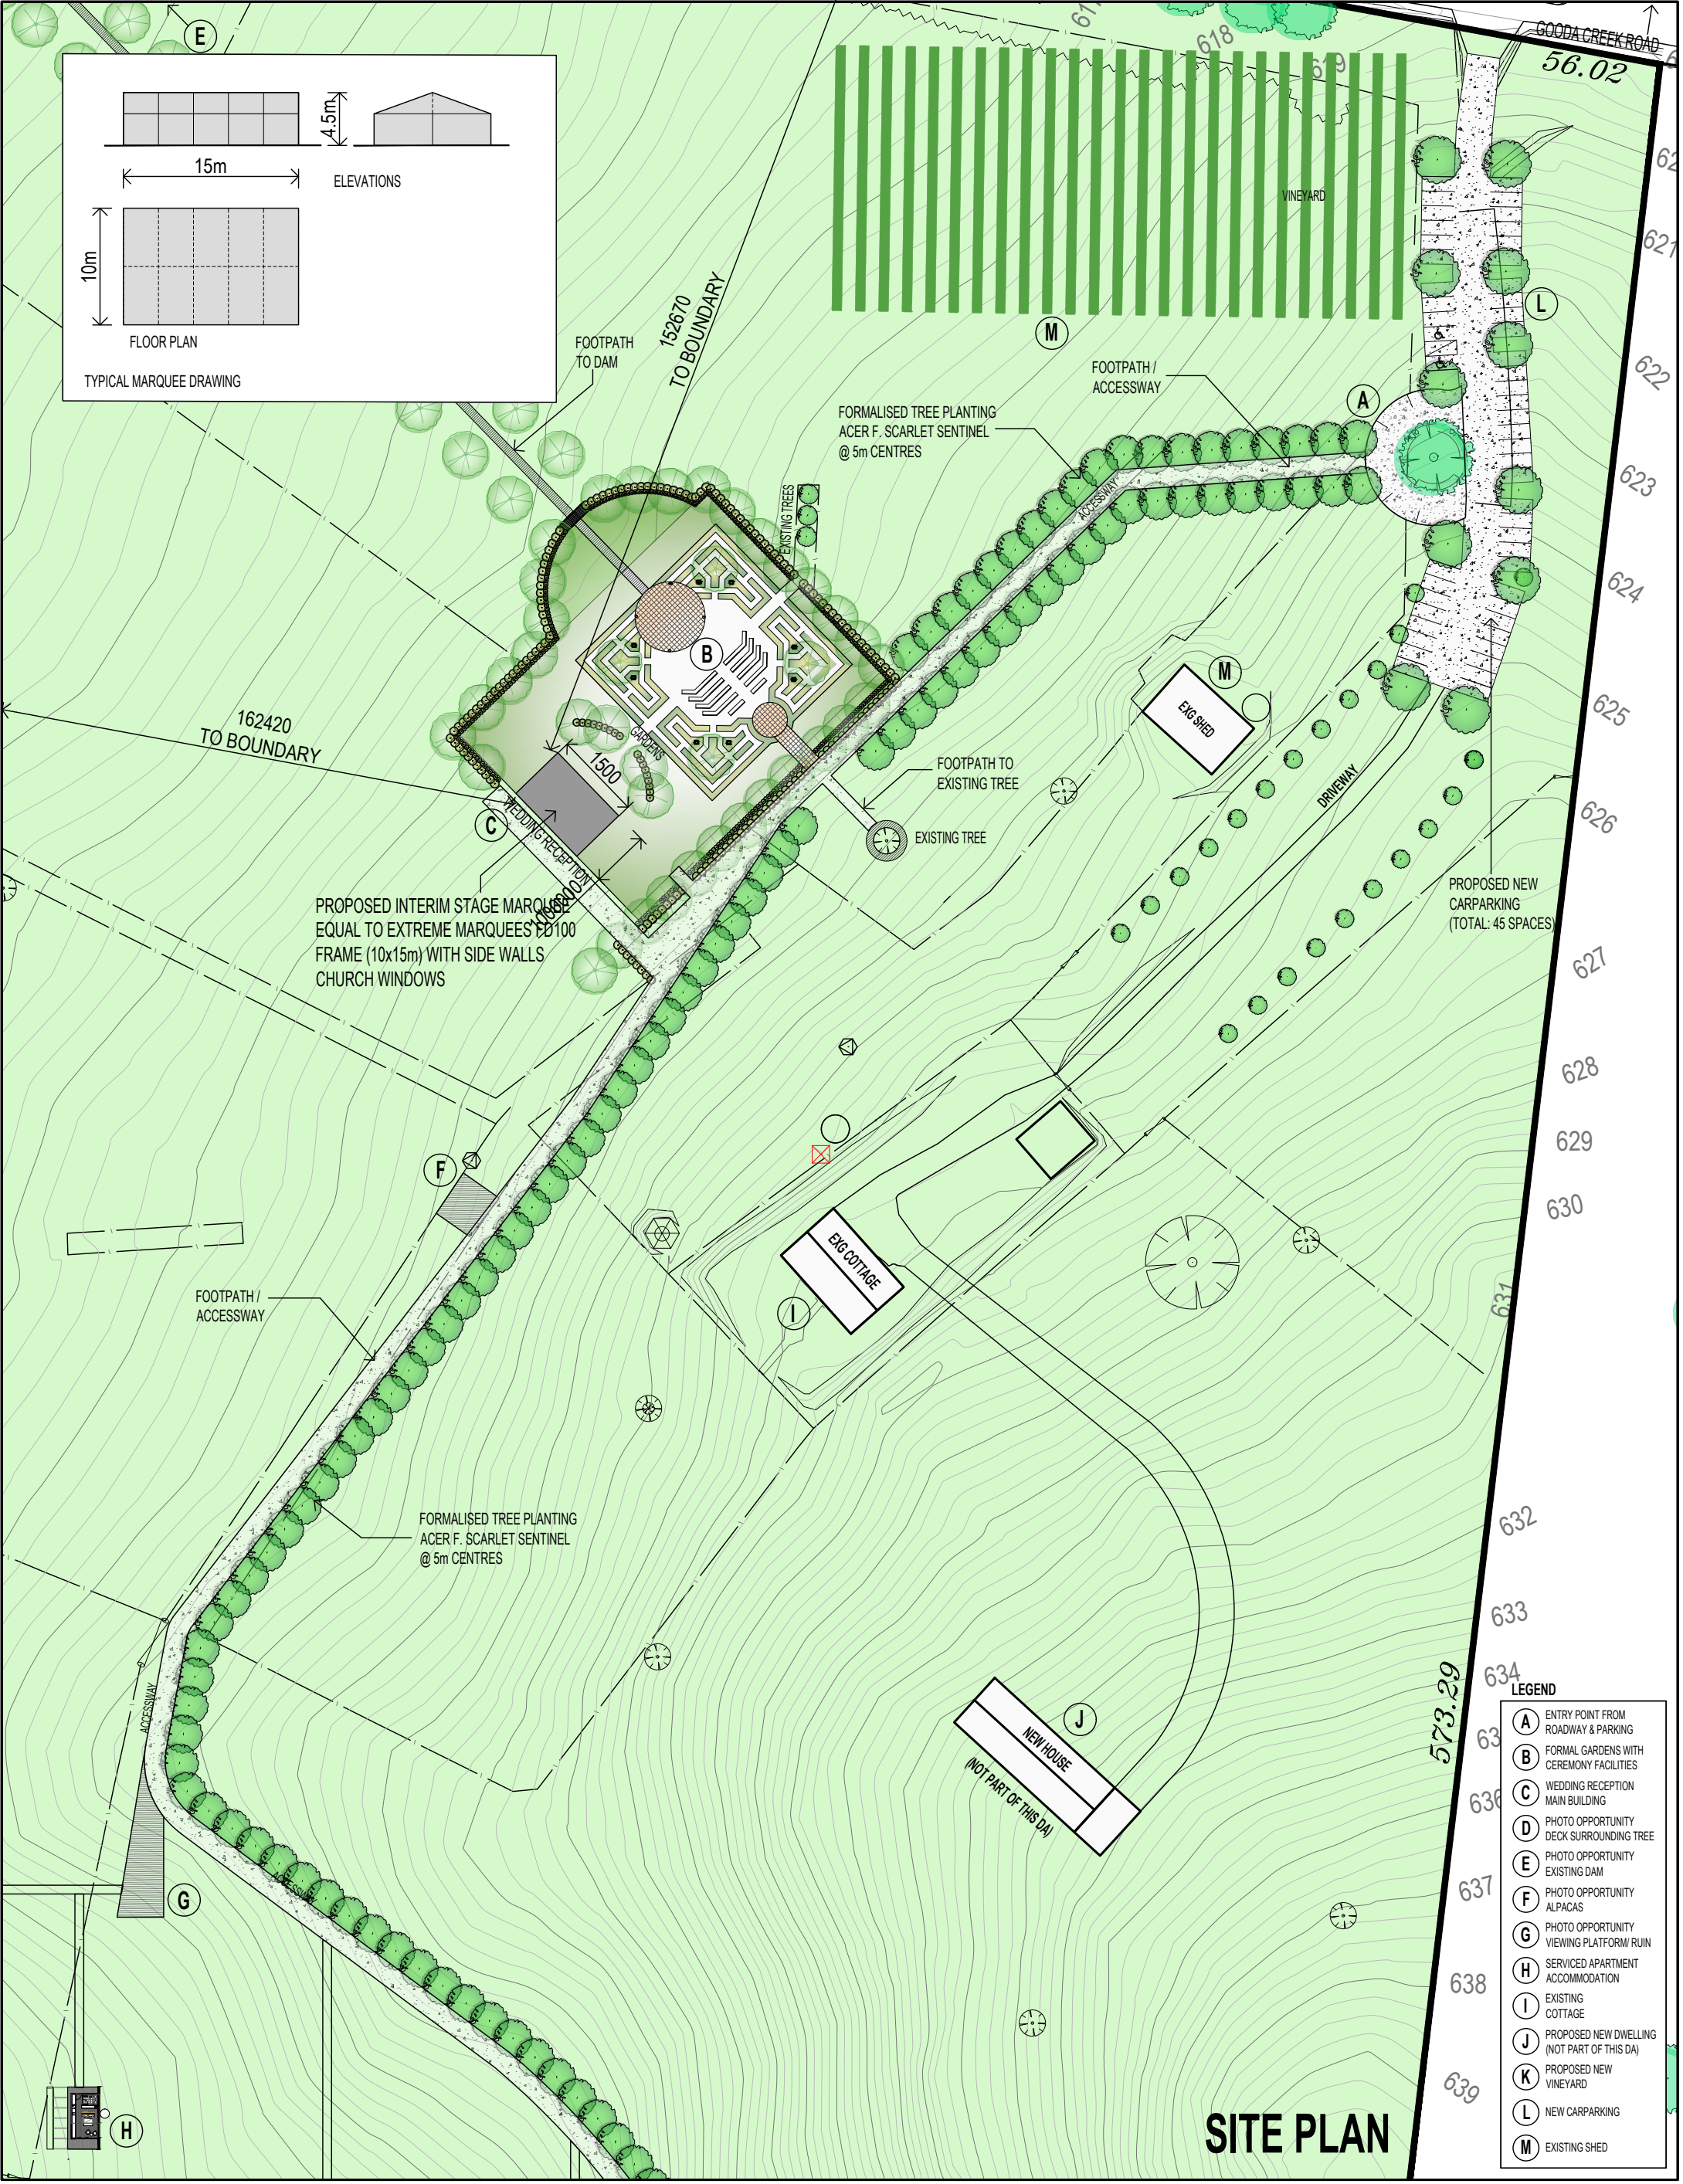 E
GOODA CREEK ROAD
56.02
617
618
619
4.5m
15m
ELEVATIONS
10m
FLOOR PLAN
TYPICAL MARQUEE DRAWING
VINEYARD
621
L
M
152670
TO BOUNDARY
FOOTPATH
TO DAM
FOOTPATH /
ACCESSWAY
622
A
FORMALISED TREE PLANTING
ACER F. SCARLET SENTINEL
@ 5m CENTRES
ACCESSWAY
623
EXISTING TREES
624
B
M
EXG SHED
625
162420
TO BOUNDARY
GARDENS
1500
FOOTPATH TO
EXISTING TREE
DRIVEWAY
626
C
WEDDING RECEPTION
EXISTING TREE
PROPOSED INTERIM STAGE MARQUEE
EQUAL TO EXTREME MARQUEES FD100
FRAME (10x15m) WITH SIDE WALLS
CHURCH WINDOWS
PROPOSED NEW
CARPARKING
(TOTAL: 45 SPACES)
627
628
629
F
630
EXG COTTAGE
I
631
FOOTPATH /
ACCESSWAY
FORMALISED TREE PLANTING
ACER F. SCARLET SENTINEL
@ 5m CENTRES
632
633
634
573.29
ACCESSWAY
J
NEW HOUSE
(NOT PART OF THIS DA)
636
637
G
ACCESSWAY
638
639
H
SITE PLAN
LEGEND
A ENTRY POINT FROM
ROADWAY & PARKING
B FORMAL GARDENS WITH
CEREMONY FACILITIES
C WEDDING RECEPTION
MAIN BUILDING
D PHOTO OPPORTUNITY
DECK SURROUNDING TREE
E PHOTO OPPORTUNITY
EXISTING DAM
F PHOTO OPPORTUNITY
ALPACAS
G PHOTO OPPORTUNITY
VIEWING PLATFORM/ RUIN
H SERVICED APARTMENT
ACCOMMODATION
I EXISTING
COTTAGE
J PROPOSED NEW DWELLING
(NOT PART OF THIS DA)
K PROPOSED NEW
VINEYARD
L NEW CARPARKING
M EXISTING SHED